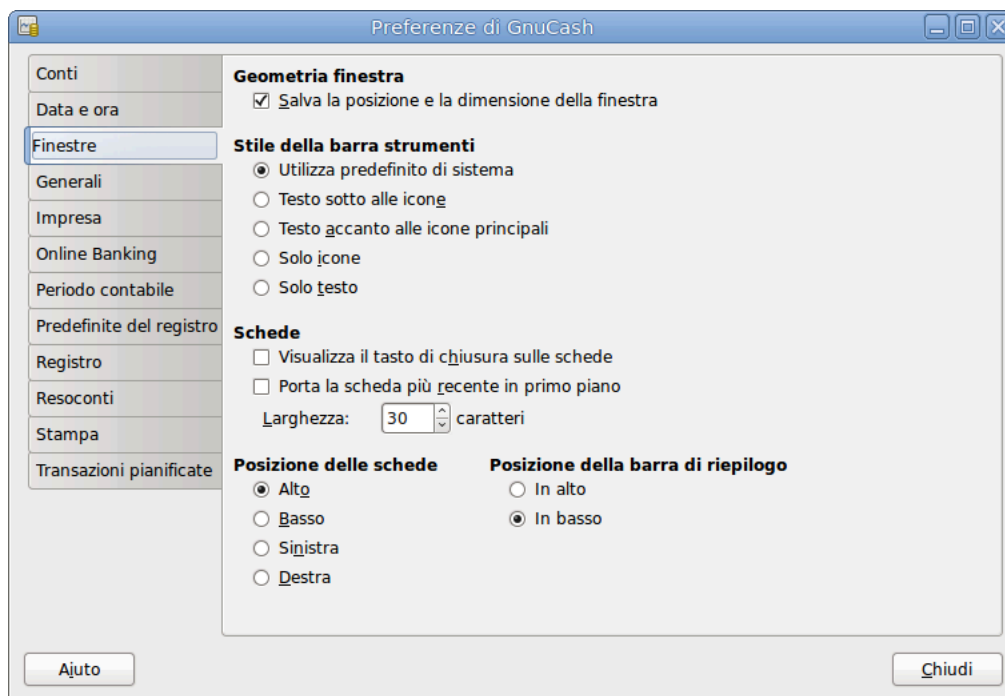 Preferenze di GnuCash
Conti
Data e ora
Finestre
Generali
Impresa
Online Banking
Periodo contabile
Predefinite del registro
Registro
Resoconti
Stampa
Transazioni pianificate
Geometria finestra
Salva la posizione e la dimensione della finestra
Stile della barra strumenti
Utilizza predefinito di sistema
Testo sotto alle icone
Testo accanto alle icone principali
Solo icone
Solo testo
Schede
Visualizza il tasto di chiusura sulle schede
Porta la scheda più recente in primo piano
Larghezza: 30 caratteri
Posizione delle schede
Alto
Basso
Sinistra
Destra
Posizione della barra di riepilogo
In alto
In basso
Aiuto
Chiudi